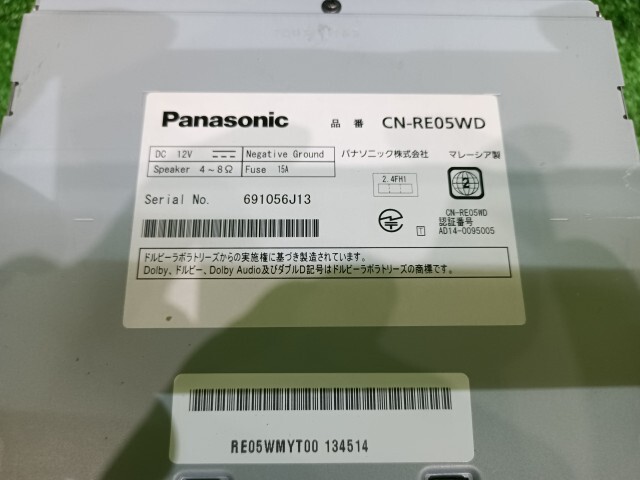 Panasonic 品番 CN-RE05WD
DC 12V Negative Ground パナソニック株式会社 マレーシア製
Speaker 4～8Ω Fuse 15A
2.4FH1
2
Serial No. 691056J13
CN-RE05WD
認証番号
T AD14-0095005
ドルビーラボラトリーズからの実施権に基づき製造されています。
Dolby、ドルビー、Dolby Audio及びダブルD記号はドルビーラボラトリーズの商標です。
RE05WMYT00 134514